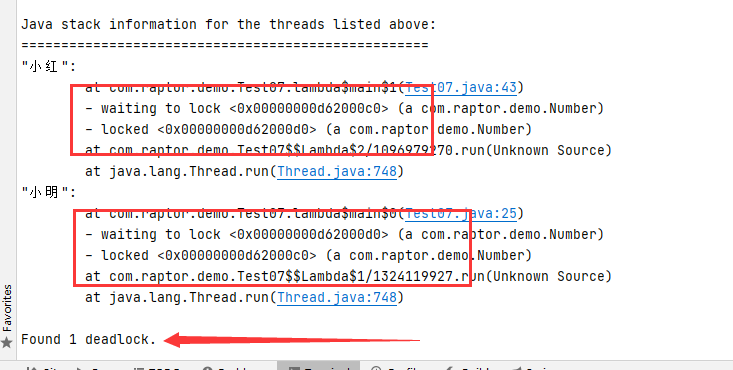 Java stack information for the threads listed above:
===================================================
"小红":
at com.raptor.demo.Test07.lambda$main$1(Test07.java:43)
- waiting to lock <0x00000000d62000c0> (a com.raptor.demo.Number)
- locked <0x00000000d62000d0> (a com.raptor.demo.Number)
at com.raptor.demo.Test07$$Lambda$2/1096979270.run(Unknown Source)
at java.lang.Thread.run(Thread.java:748)
"小明":
at com.raptor.demo.Test07.lambda$main$0(Test07.java:25)
- waiting to lock <0x00000000d62000d0> (a com.raptor.demo.Number)
- locked <0x00000000d62000c0> (a com.raptor.demo.Number)
at com.raptor.demo.Test07$$Lambda$1/1324119927.run(Unknown Source)
at java.lang.Thread.run(Thread.java:748)
Found 1 deadlock.
Favorites